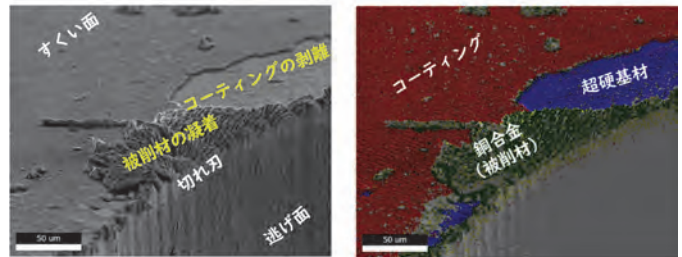 すくい面
コーティングの剥離
被削材の凝着
切れ刃
逃げ面
50 um
コーティング
超硬基材
銅合金
(被削材)
50 um